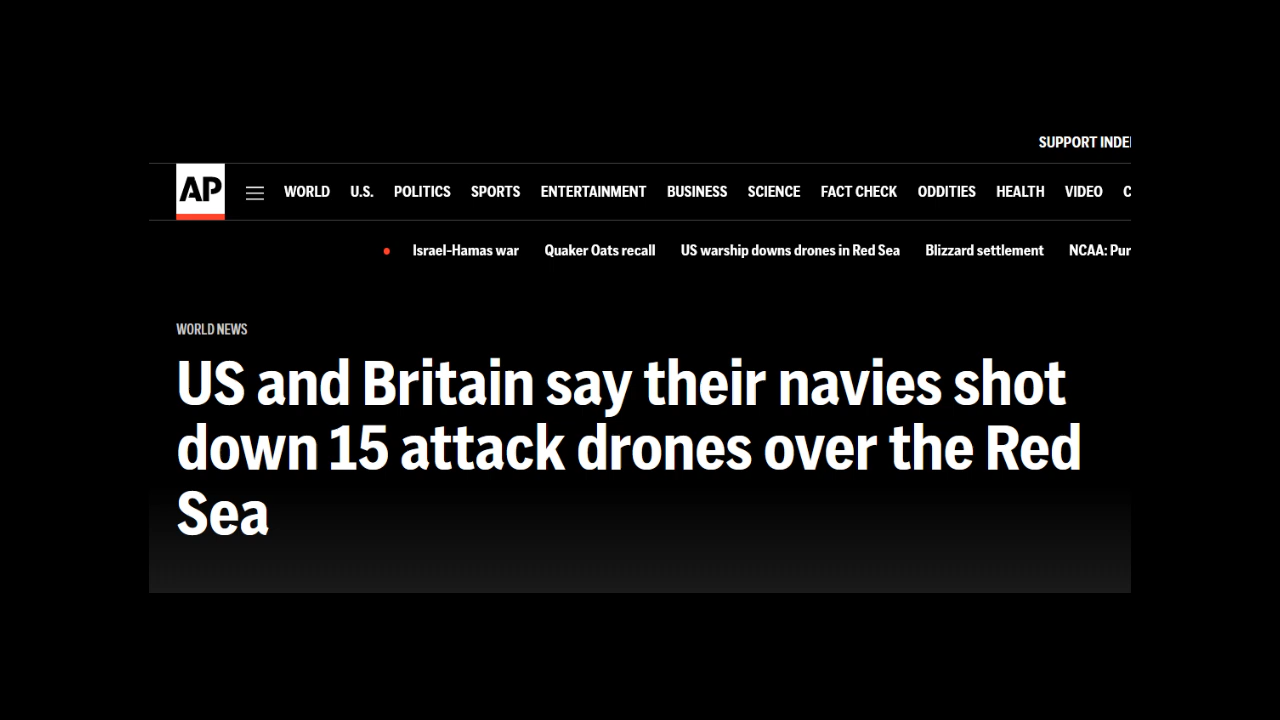 SUPPORT
AP WORLD U.S. POLITICS SPORTS ENTERTAINMENT BUSINESS SCIENCE FACT CHECK ODDITIES HEALTH VIDEO C
Israel-Hamas war Quaker Oats recall US warship downs drones in Red Sea Blizzard settlement NCAA: Pur
WORLD NEWS
US and Britain say their navies shot
down 15 attack drones over the Red
Sea